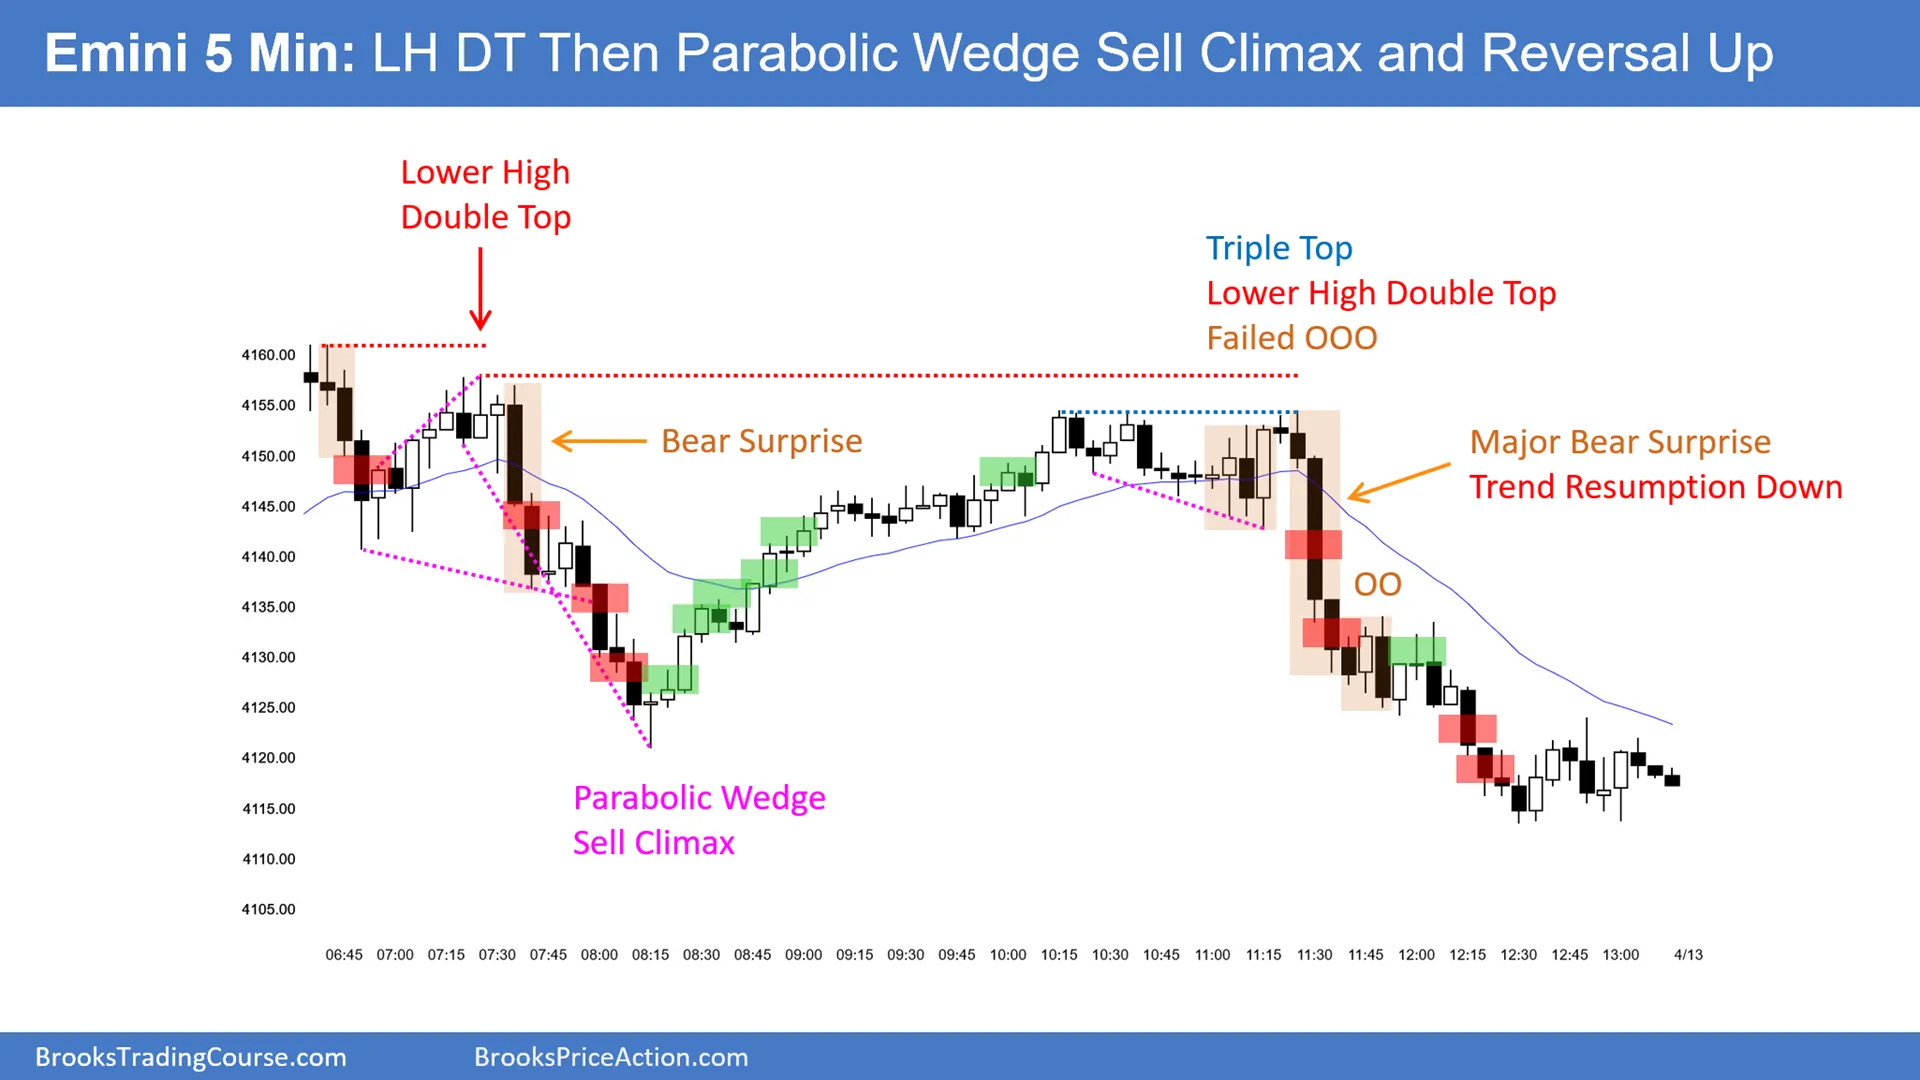 Emini 5 Min: LH DT Then Parabolic Wedge Sell Climax and Reversal Up
Lower High
Double Top
Triple Top
Lower High Double Top
Failed OOO
Bear Surprise
Major Bear Surprise
Trend Resumption Down
OO
Parabolic Wedge
Sell Climax
4160.00
4155.00
4150.00
4145.00
4140.00
4135.00
4130.00
4125.00
4120.00
4115.00
4110.00
4105.00
06:45 07:00 07:15 07:30 07:45 08:00 08:15 08:30 08:45 09:00 09:15 09:30 09:45 10:00 10:15 10:30 10:45 11:00 11:15 11:30 11:45 12:00 12:15 12:30 12:45 13:00 4/13
BrooksTradingCourse.com BrooksPriceAction.com